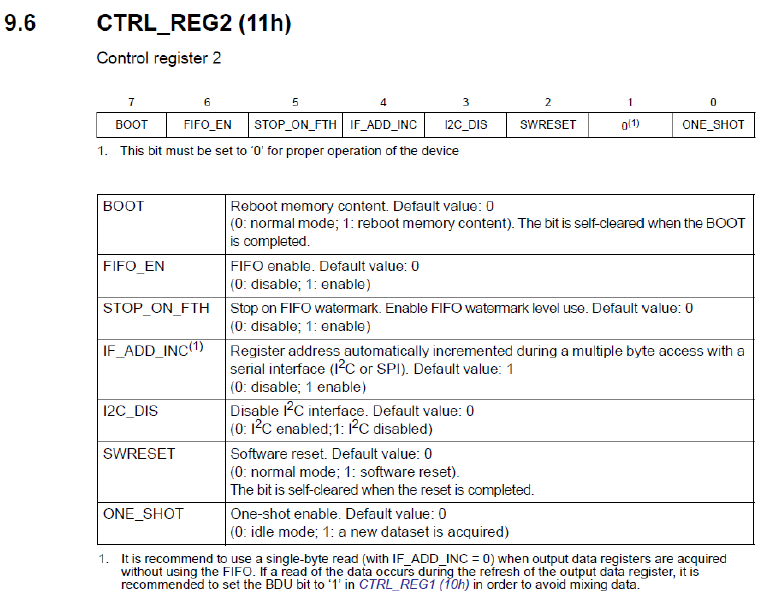 9.6 CTRL_REG2 (11h)
Control register 2
7 6 5 4 3 2 1 0
BOOT FIFO_EN STOP_ON_FTH IF_ADD_INC I2C_DIS SWRESET 0(1) ONE_SHOT
1. This bit must be set to ‘0’ for proper operation of the device
BOOT Reboot memory content. Default value: 0
(0: normal mode; 1: reboot memory content). The bit is self-cleared when the BOOT
is completed.
FIFO_EN FIFO enable. Default value: 0
(0: disable; 1: enable)
STOP_ON_FTH Stop on FIFO watermark. Enable FIFO watermark level use. Default value: 0
(0: disable; 1: enable)
IF_ADD_INC(1) Register address automatically incremented during a multiple byte access with a
serial interface (I2C or SPI). Default value: 1
(0: disable; 1 enable)
I2C_DIS Disable I2C interface. Default value: 0
(0: I2C enabled;1: I2C disabled)
SWRESET Software reset. Default value: 0
(0: normal mode; 1: software reset).
The bit is self-cleared when the reset is completed.
ONE_SHOT One-shot enable. Default value: 0
(0: idle mode; 1: a new dataset is acquired)
1. It is recommend to use a single-byte read (with IF_ADD_INC = 0) when output data registers are acquired
without using the FIFO. If a read of the data occurs during the refresh of the output data register, it is
recommended to set the BDU bit to ‘1’ in CTRL_REG1 (10h) in order to avoid mixing data.